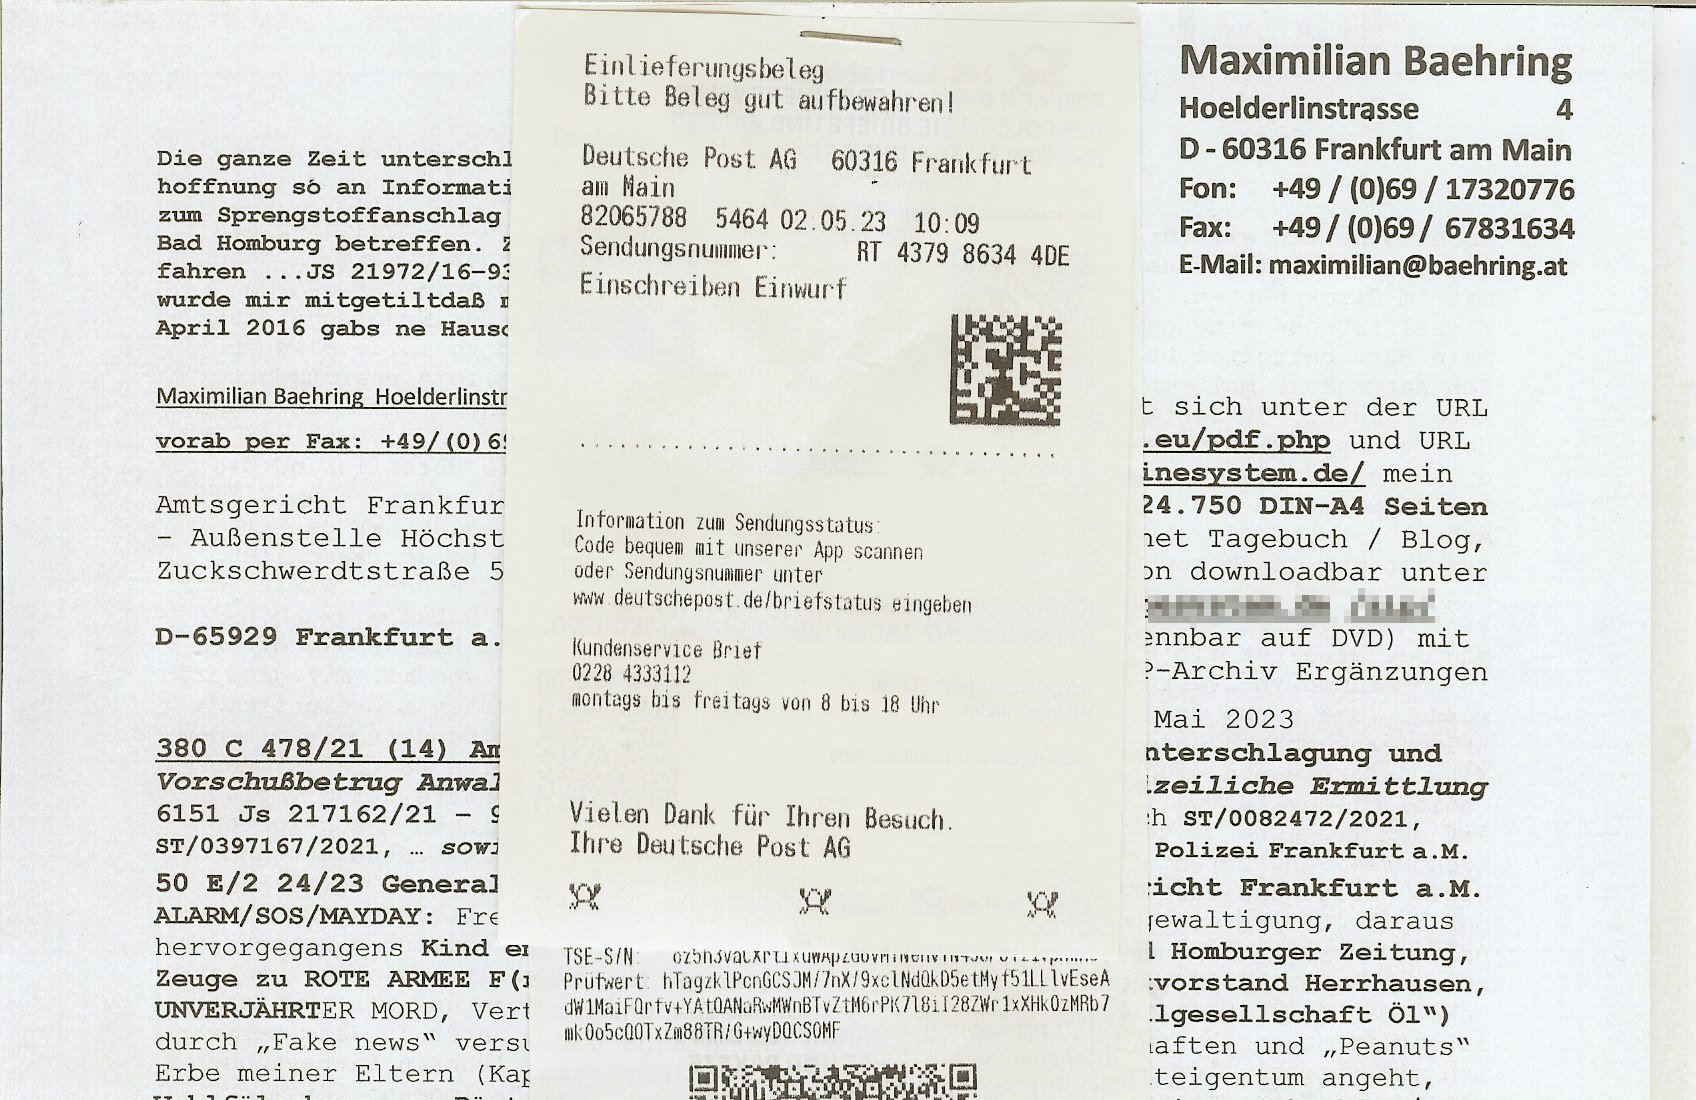 Einlieferungsbeleg
Bitte Beleg gut aufbewahren!
Deutsche Post AG 60316 Frankfurt
am Main
82065788 5464 02.05.23 10:09
Sendungsnummer: RT 4379 8634 4DE
Einschreiben Einwurf
Information zum Sendungsstatus:
Code bequem mit unserer App scannen
oder Sendungsnummer unter
www.deutschepost.de/briefstatus eingeben
Kundenservice Brief
0228 4333112
montags bis freitags von 8 bis 18 Uhr
Vielen Dank für Ihren Besuch.
Ihre Deutsche Post AG
TSE-S/N:
Prüfwert:
Maximilian Baehring
Hoelderlinstrasse 4
D - 60316 Frankfurt am Main
Fon: +49 / (0)69 / 17320776
Fax: +49 / (0)69 / 67831634
E-Mail: maximilian@baehring.at
Die ganze Zeit unterschl
hoffnung so an Informati
zum Sprengstoffanschlag
Bad Homburg betreffen.
fahren ...JS 21972/16-93
wurde mir mitgetiltdaß
April 2016 gabs ne Hausd
Maximilian Baehring Hoelderlinstr
vorab per Fax: +49/(0)69
Amtsgericht Frankfur
- Außenstelle Höchst
Zuckschwerdtstraße 5
D-65929 Frankfurt a.
380 C 478/21 (14) Am
Vorschußbetrug Anwal
6151 Js 217162/21 - 9
ST/0397167/2021, … sowi
50 E/2 24/23 General
ALARM/SOS/MAYDAY: Fre
hervorgegangens Kind er
Zeuge zu ROTE ARMEE F(r
UNVERJÄHRTER MORD, Vert
durch „Fake news“ versu
Erbe meiner Eltern (Kap
t sich unter der URL
.eu/pdf.php und URL
inesystem.de/ mein
24.750 DIN-A4 Seiten
net Tagebuch / Blog,
on downloadbar unter
ennbar auf DVD) mit
P-Archiv Ergänzungen
Mai 2023
nterschlagung und
lzeiliche Ermittlung
h ST/0082472/2021,
Polizei Frankfurt a.M.
icht Frankfurt a.M.
gewaltigung, daraus
l Homburger Zeitung,
vorstand Herrhausen,
lgesellschaft Öl“)
haften und „Peanuts“
teigentum angeht,